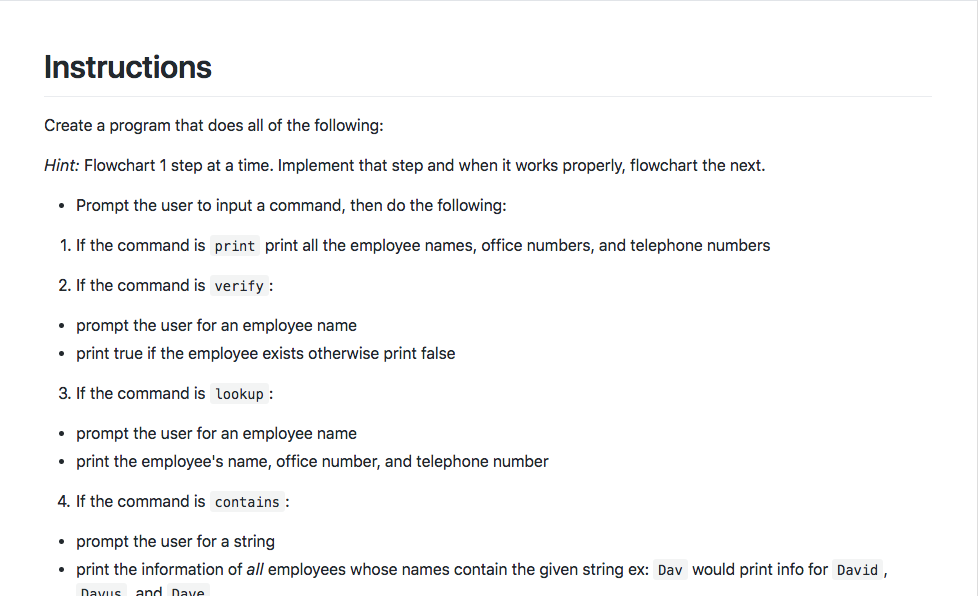 Instructions
Create a program that does all of the following:
Hint: Flowchart 1 step at a time. Implement that step and when it works properly, flowchart the next.
• Prompt the user to input a command, then do the following:
1. If the command is print print all the employee names, office numbers, and telephone numbers
2. If the command is verify :
• prompt the user for an employee name
• print true if the employee exists otherwise print false
3. If the command is lookup :
• prompt the user for an employee name
• print the employee's name, office number, and telephone number
4. If the command is contains :
• prompt the user for a string
• print the information of all employees whose names contain the given string ex: Dav would print info for David ,
Davus , and Dave